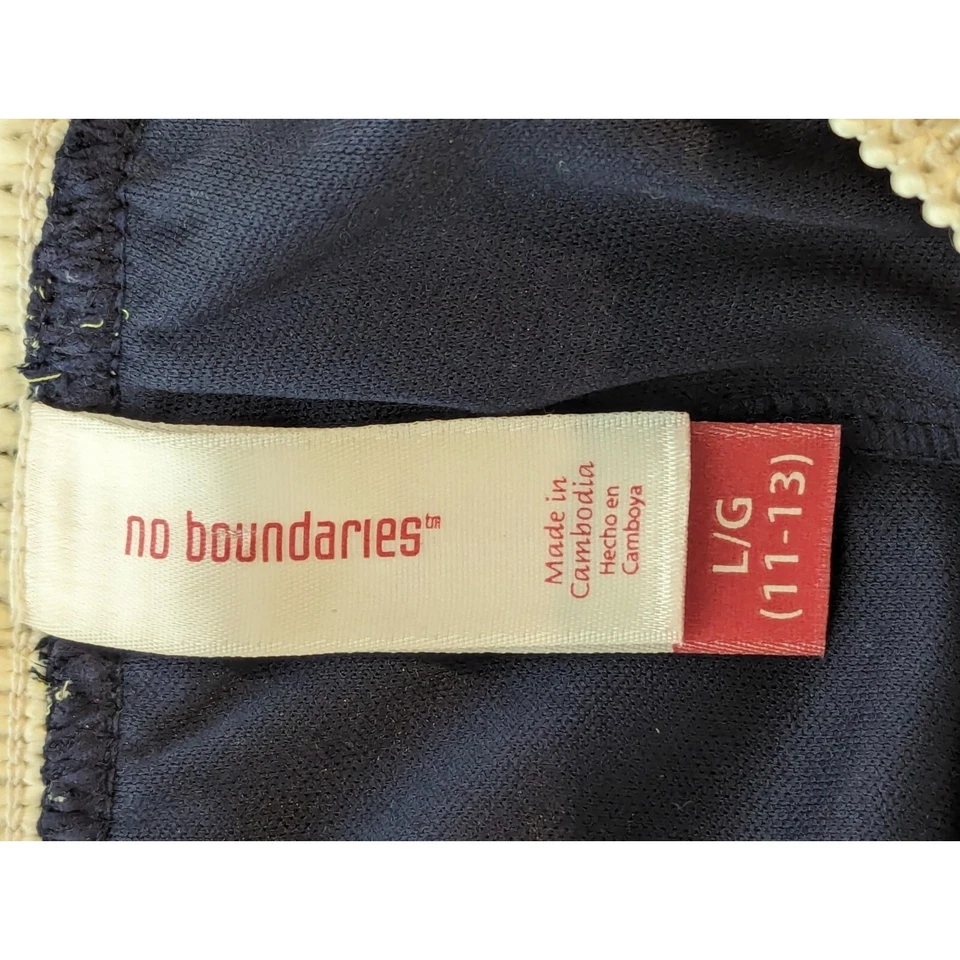 no boundaries™
Made in
Cambodia
Hecho en
Camboya
L/G
(11-13)